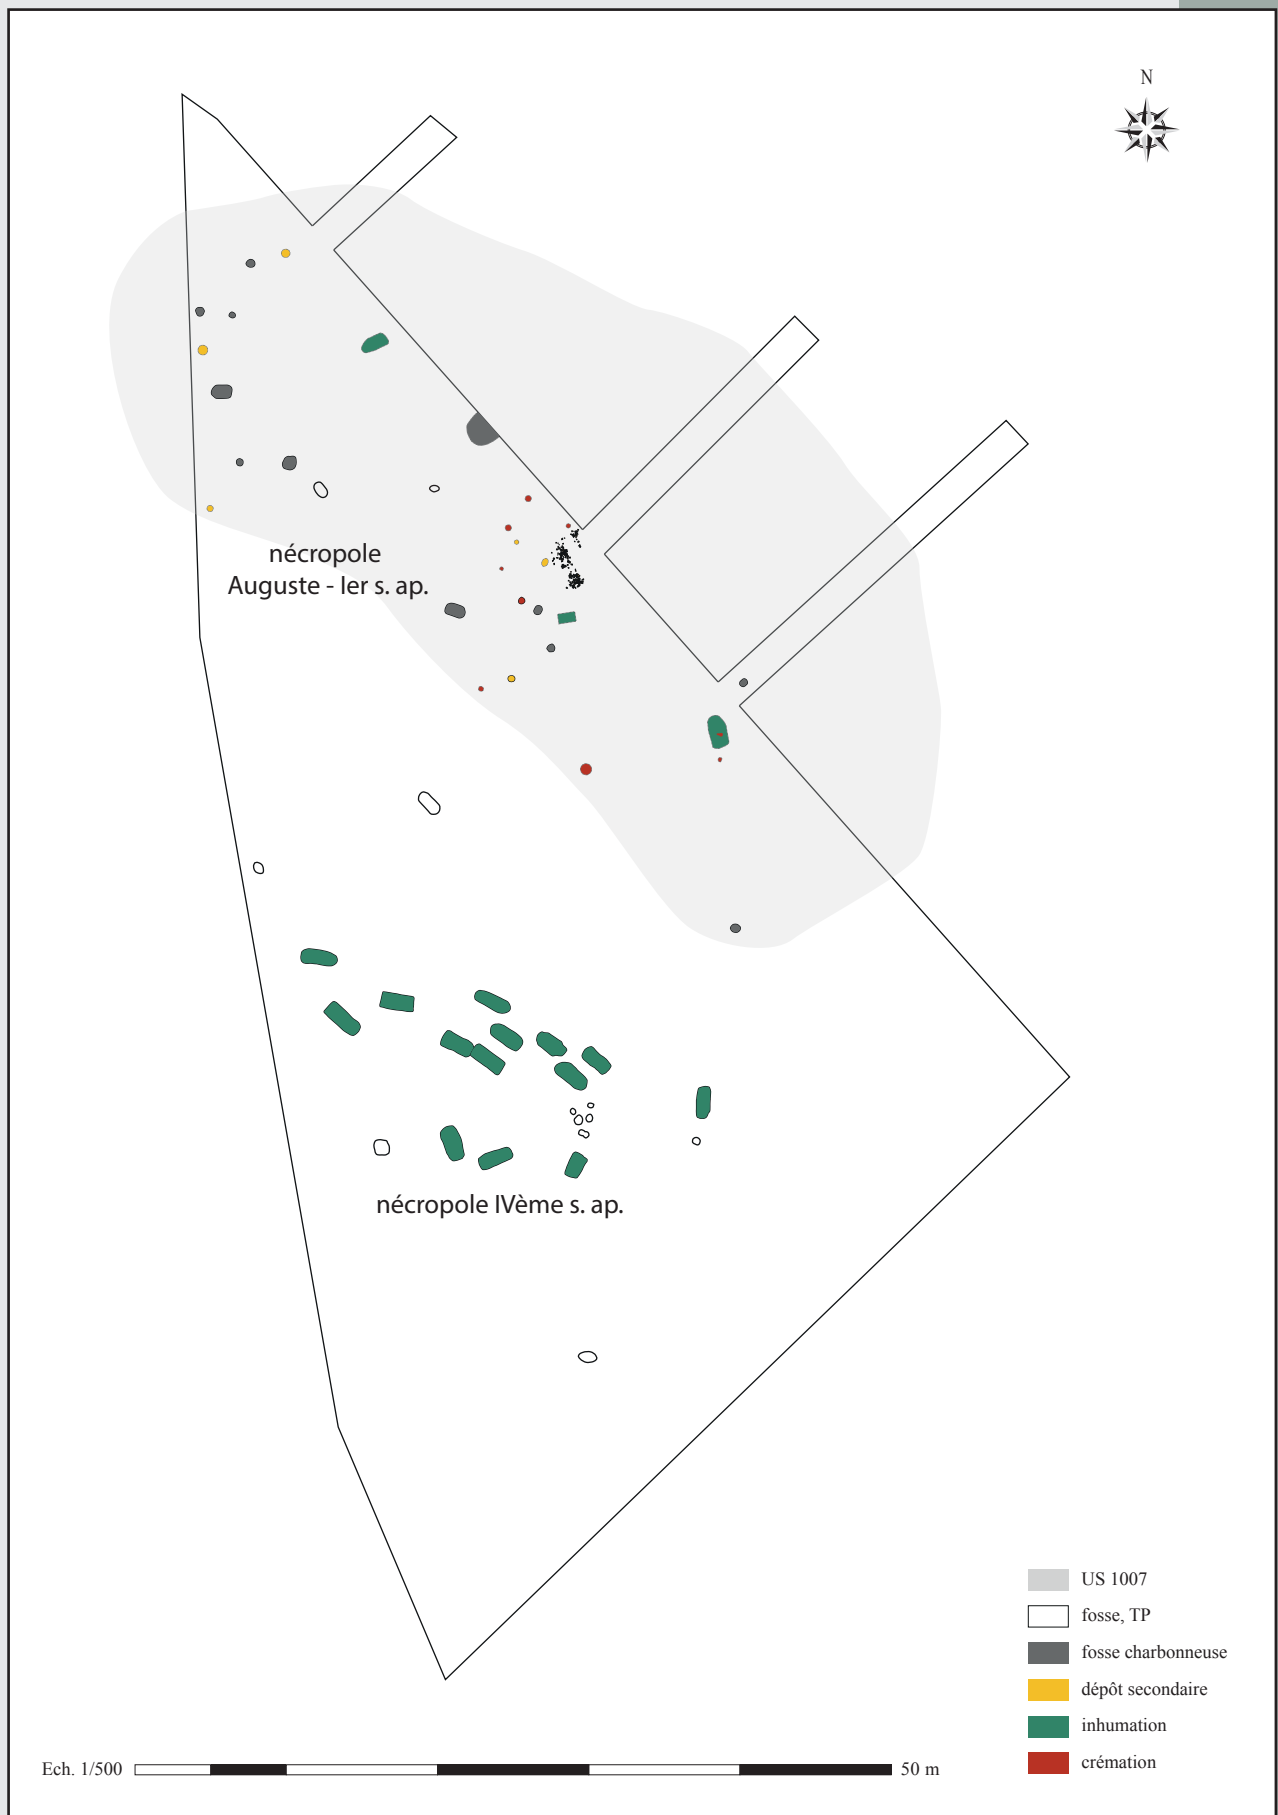 N
nécropole
Auguste - Ier s. ap.
nécropole IVème s. ap.
US 1007
fosse, TP
fosse charbonneuse
dépôt secondaire
inhumation
crémation
Ech. 1/500
50 m